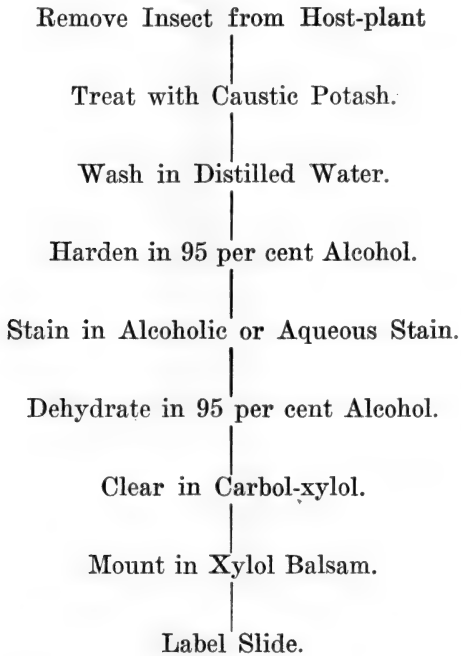 Remove Insect from Host-plant
Treat with Caustic Potash.
Wash in Distilled Water.
Harden in 95 per cent Alcohol.
Stain in Alcoholic or Aqueous Stain.
Dehydrate in 95 per cent Alcohol.
Clear in Carbol-xylol.
Mount in Xylol Balsam.
Label Slide.